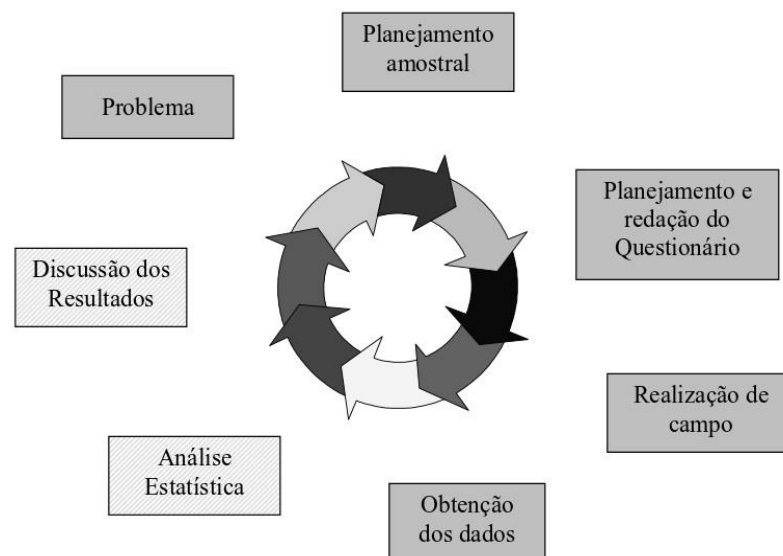 Planejamento
amostral
Problema
Planejamento e
redação do
Questionário
Discussão dos
Resultados
Realização de
campo
Análise
Estatística
Obtenção
dos dados